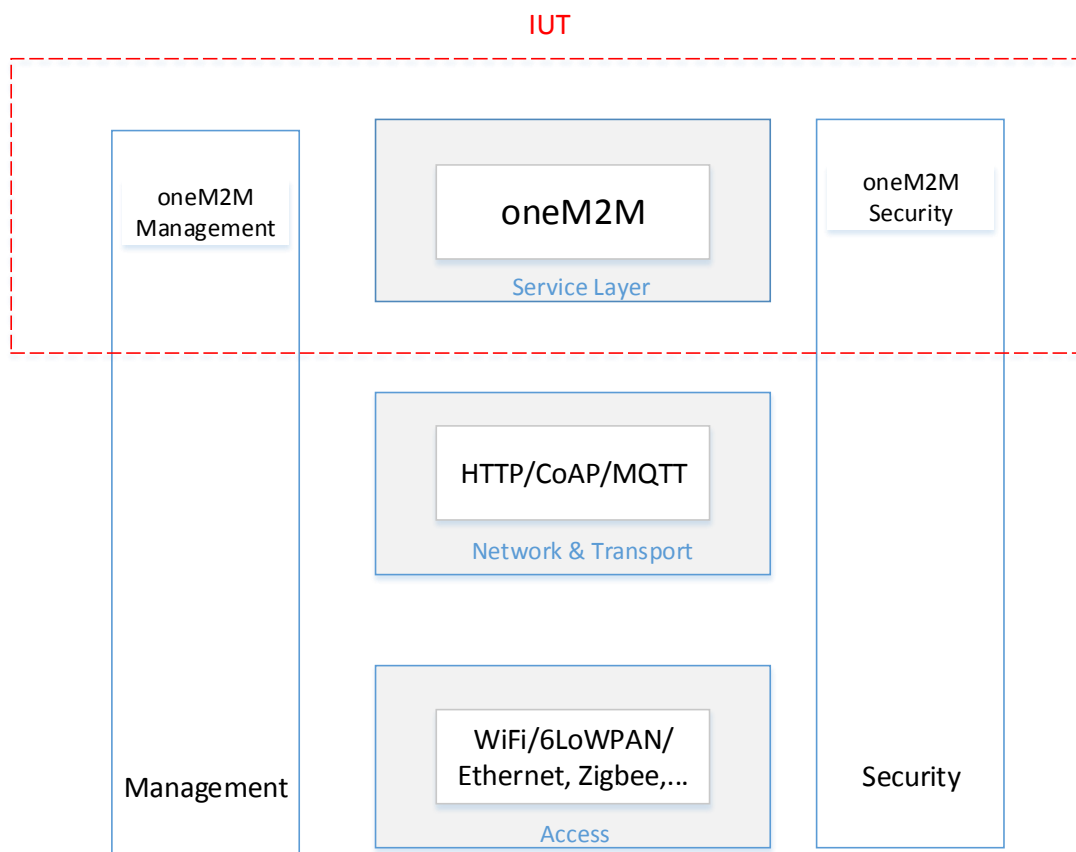 IUT
oneM2M
Management
oneM2M
Service Layer
oneM2M
Security
HTTP/CoAP/MQTT
Network & Transport
Management
WiFi/6LoWPAN/
Ethernet, Zigbee,...
Access
Security